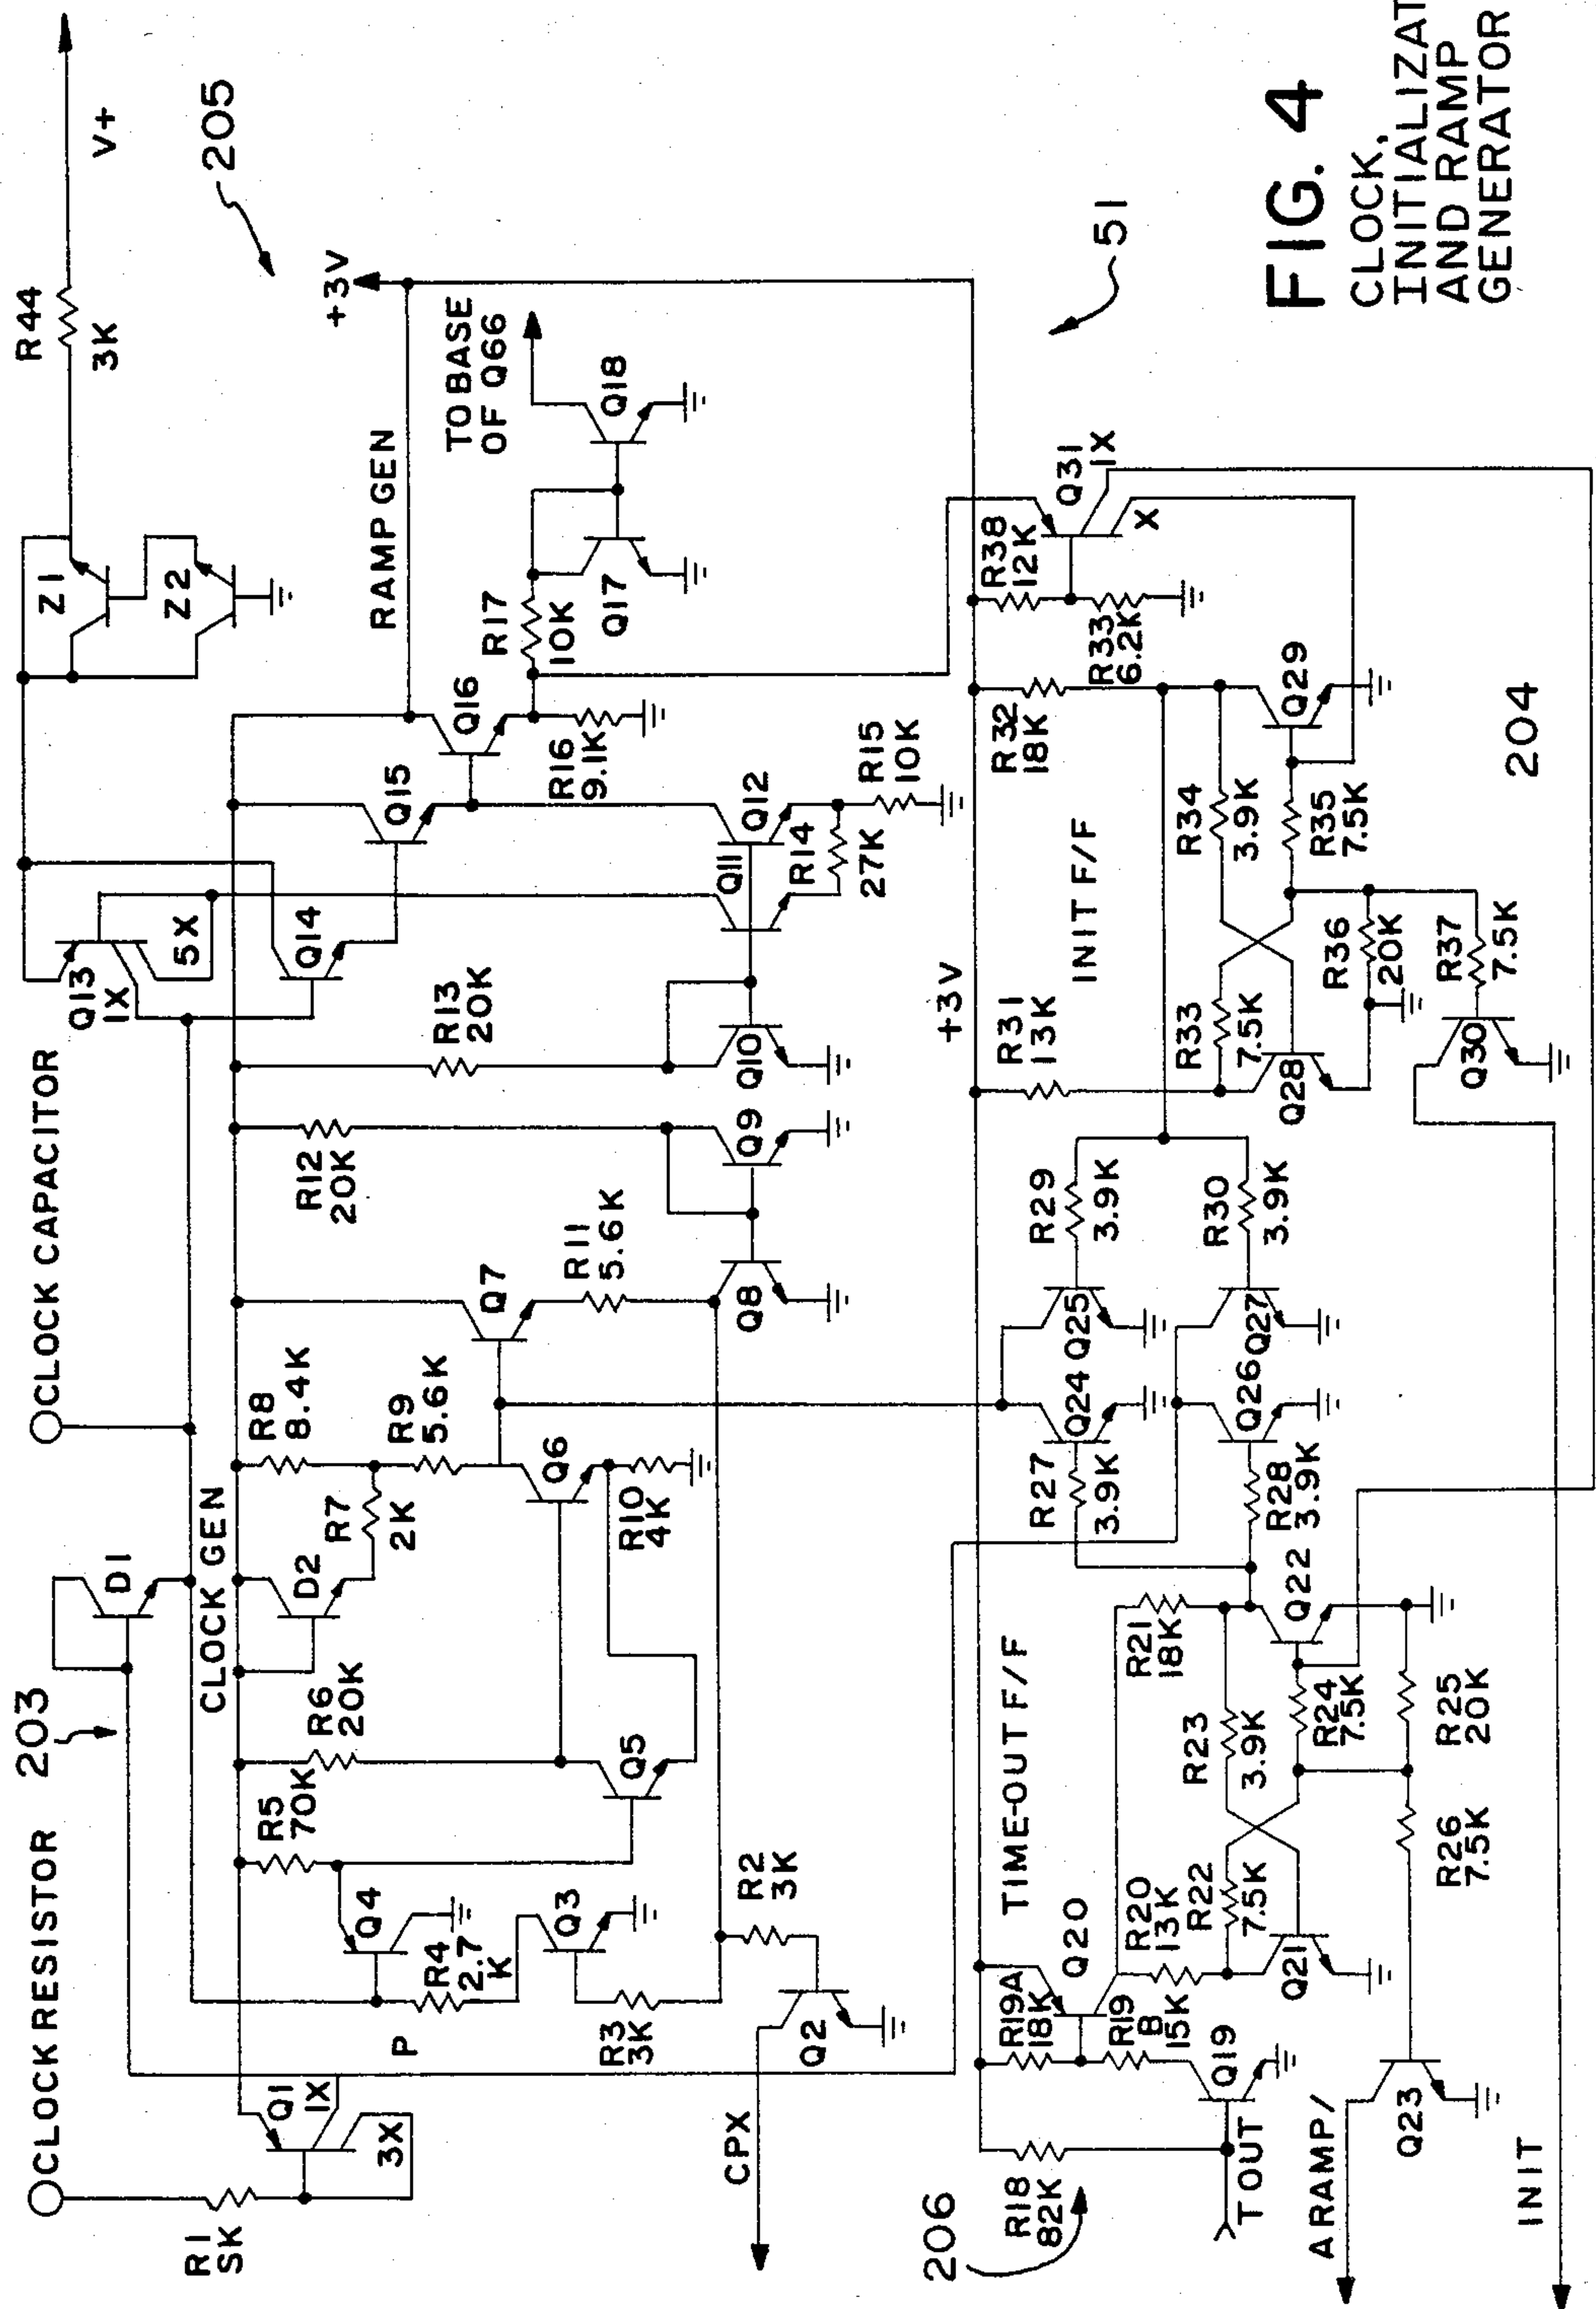 CLOCK RESISTOR
203
CLOCK CAPACITOR
R44
3K
V+
205
R1
SK
Q1
1X
3X
D1
CLOCK GEN
Q13
1X
5X
Z1
Z2
P
R5
70K
R6
20K
D2
R7
2K
R8
8.4K
R9
5.6K
R12
20K
R13
20K
Q14
Q15
Q16
RAMP GEN
+3V
Q4
R4
2.7
K
Q3
R3
3K
Q5
Q6
R10
4K
Q7
R11
5.6K
R16
9.1K
R17
10K
Q17
Q18
TO BASE
OF Q66
CPX
Q2
R2
3K
Q8
Q9
Q10
Q11
Q12
R14
27K
R15
10K
206
R18
82K
T OUT
R19A
18K
R19
B
15K
Q19
Q20
TIME-OUT F/F
R20
13K
R21
18K
R22
7.5K
R23
3.9K
Q21
Q22
R24
7.5K
R25
20K
R26
7.5K
Q23
ARAMP/
INIT
R27
3.9K
Q24
Q25
R28
3.9K
Q26
Q27
R29
3.9K
R30
3.9K
+3V
R31
13K
INIT F/F
R32
18K
R33
7.5K
R34
3.9K
Q28
Q29
R35
7.5K
R36
20K
R37
7.5K
Q30
R38
12K
R33
6.2K
Q31
1X
X
204
51
FIG. 4
CLOCK,
INITIALIZAT
AND RAMP
GENERATOR